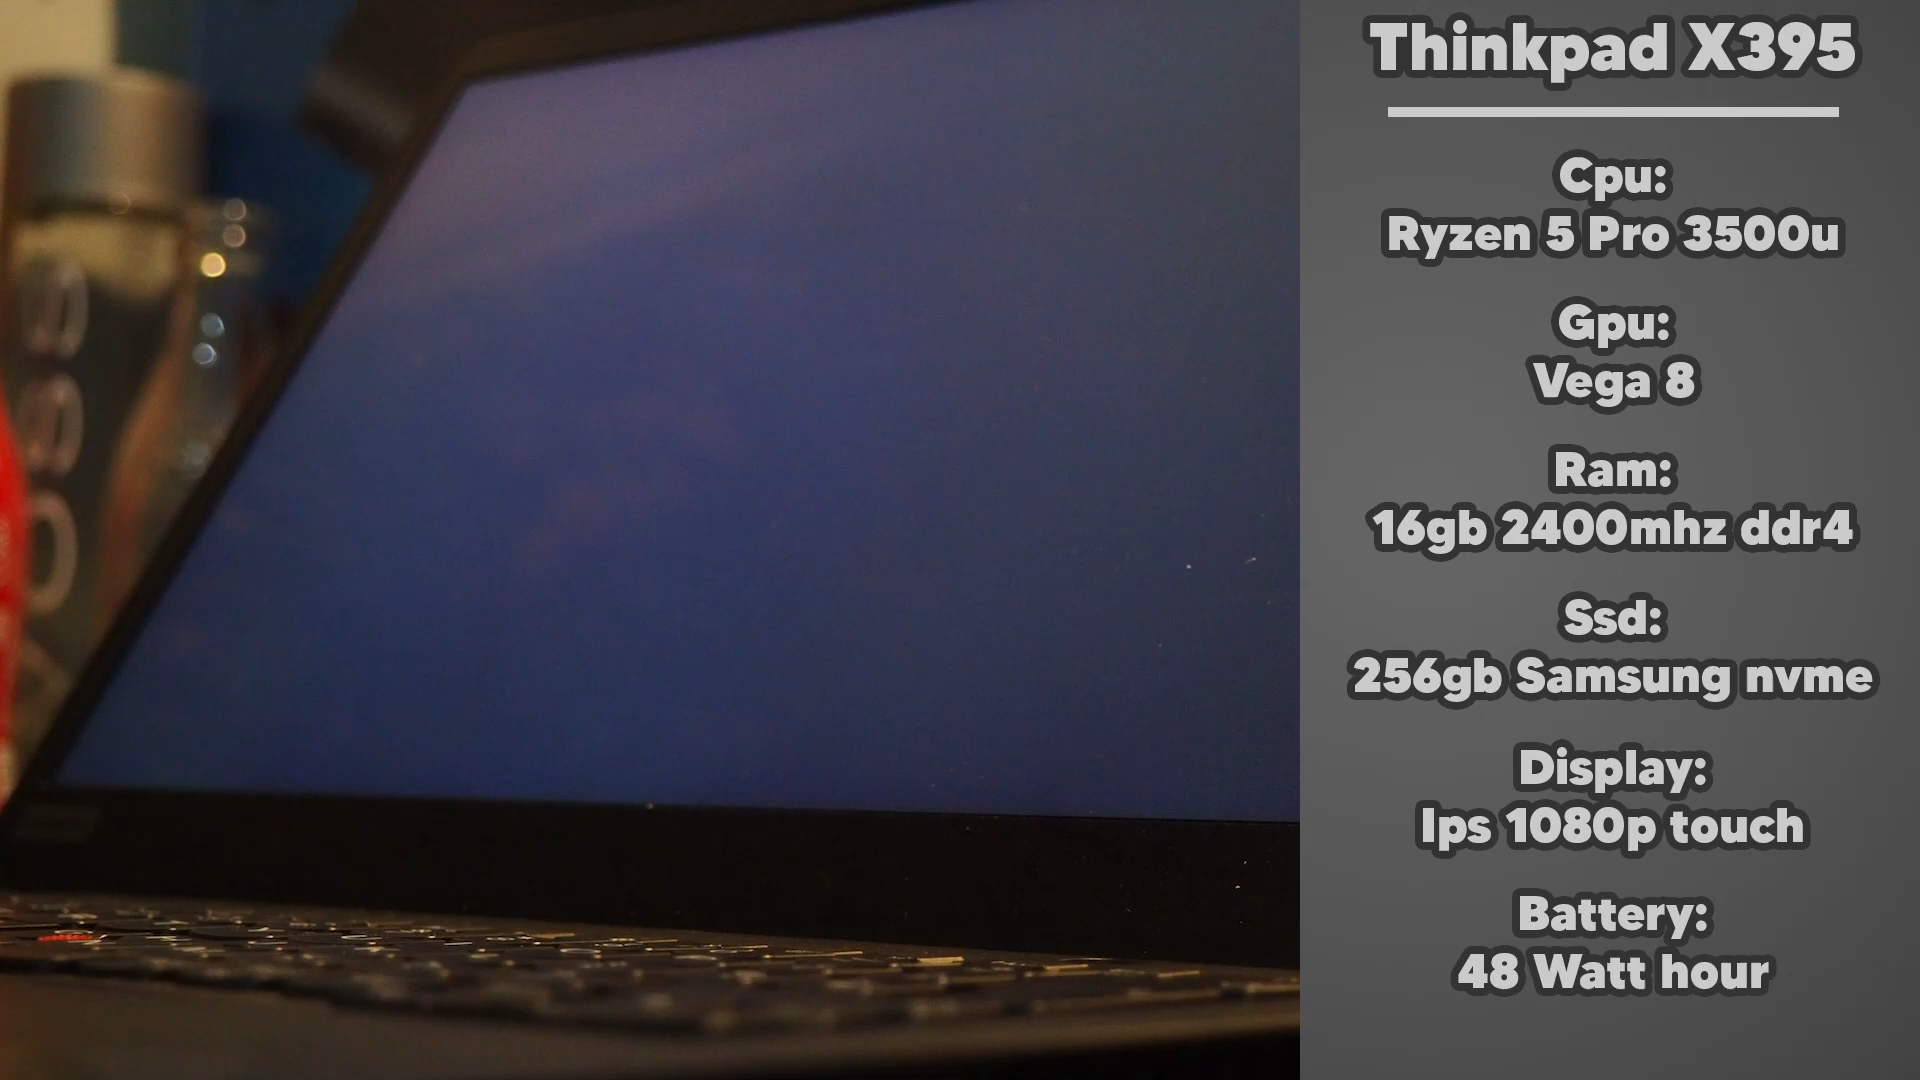 Thinkpad X395
Cpu:
Ryzen 5 Pro 3500u
Gpu:
Vega 8
Ram:
16gb 2400mhz ddr4
Ssd:
256gb Samsung nvme
Display:
Ips 1080p touch
Battery:
48 Watt hour